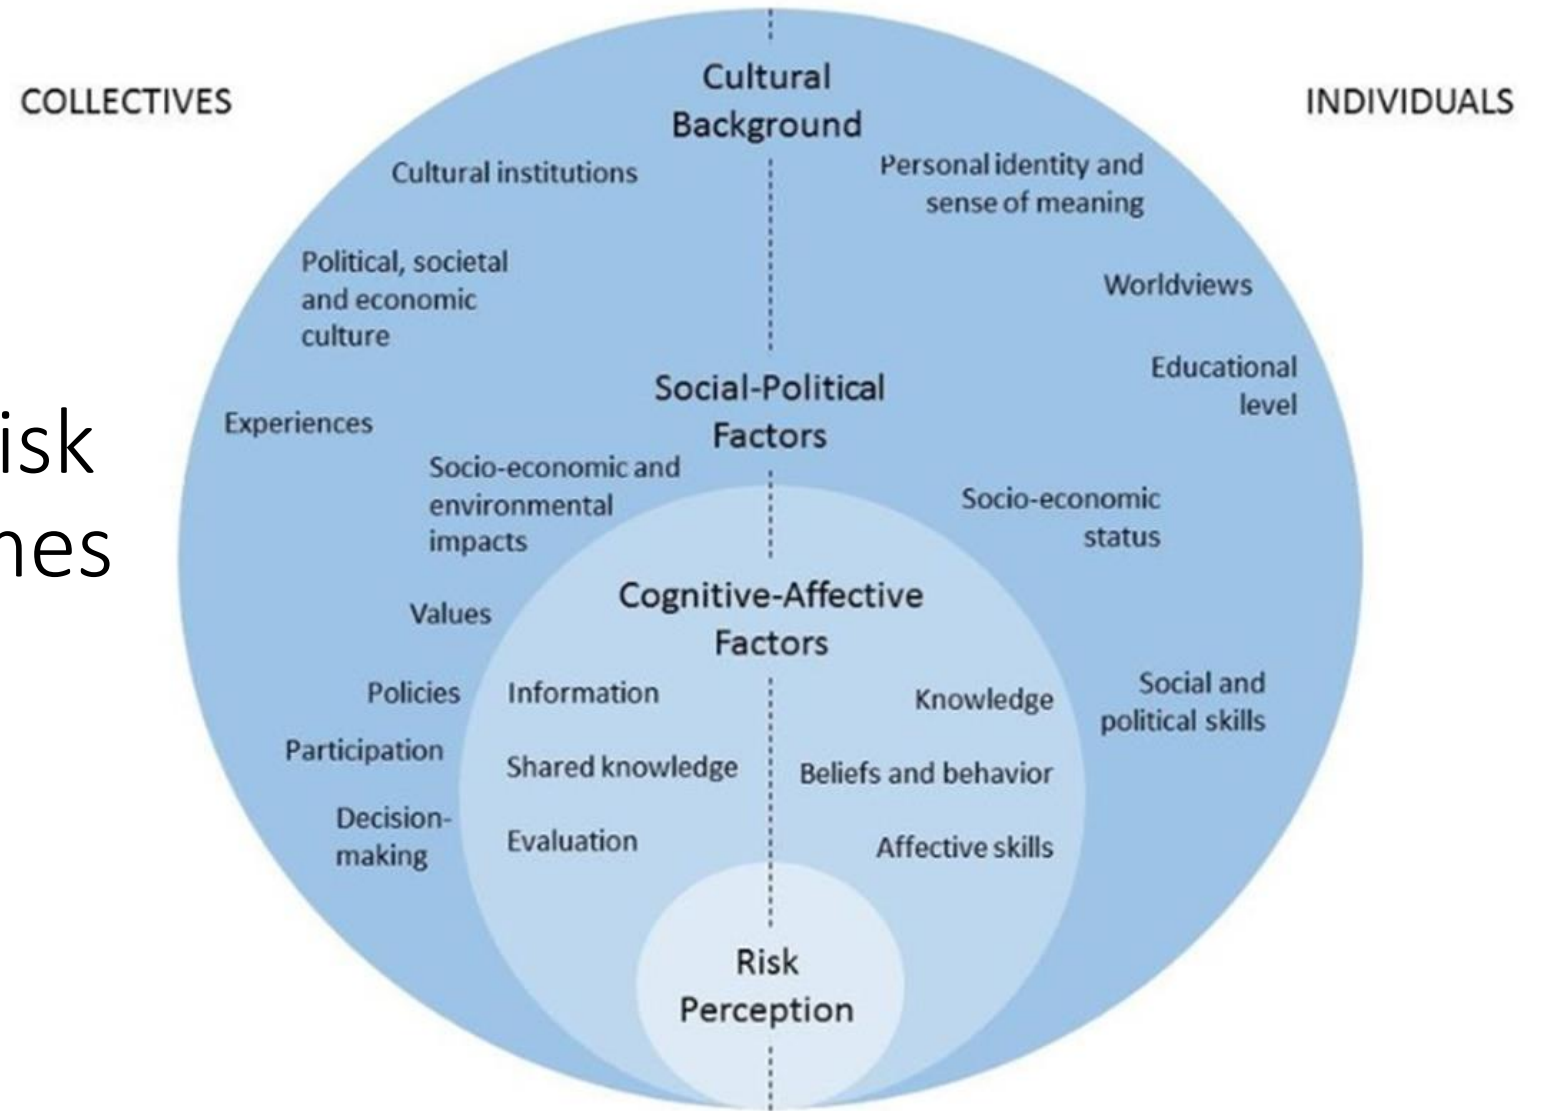 COLLECTIVES
INDIVIDUALS
Cultural
Background
Cultural institutions
Personal identity and
sense of meaning
Political, societal
and economic
culture
Worldviews
Educational
level
Social-Political
Factors
Experiences
isk
nes
Socio-economic and
environmental
impacts
Socio-economic
status
Values
Policies
Participation
Decision-
making
Social and
political skills
Cognitive-Affective
Factors
Information
Shared knowledge
Evaluation
Knowledge
Beliefs and behavior
Affective skills
Risk
Perception